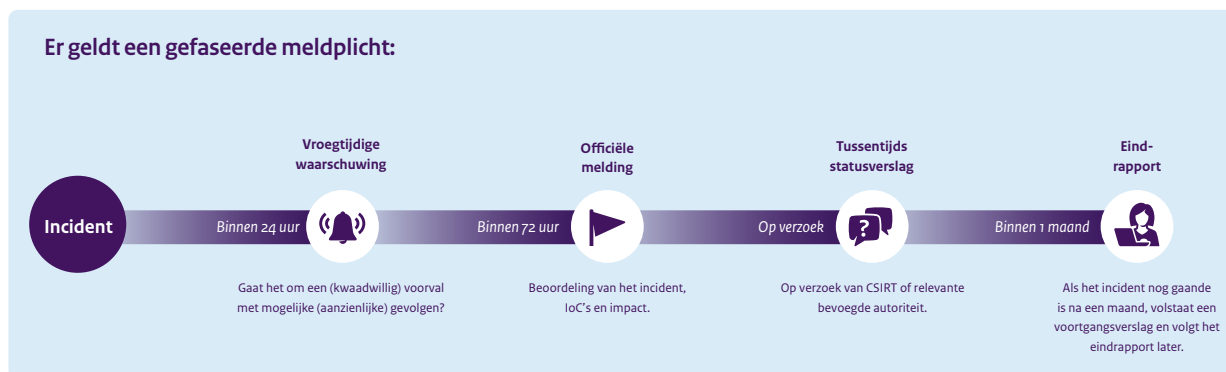 Er geldt een gefaseerde meldplicht:
Vroegtijdige
waarschuwing
Officiële
melding
Tussentijds
statusverslag
Eind-
rapport
Incident
Binnen 24 uur
Binnen 72 uur
Op verzoek
?
Binnen 1 maand
Gaat het om een (kwaadwillig) voorval
met mogelijke (aanzienlijke) gevolgen?
Beoordeling van het incident,
IoC's en impact.
Op verzoek van CSIRT of relevante
bevoegde autoriteit.
Als het incident nog gaande
is na een maand, volstaat een
voortgangsverslag en volgt het
eindrapport later.